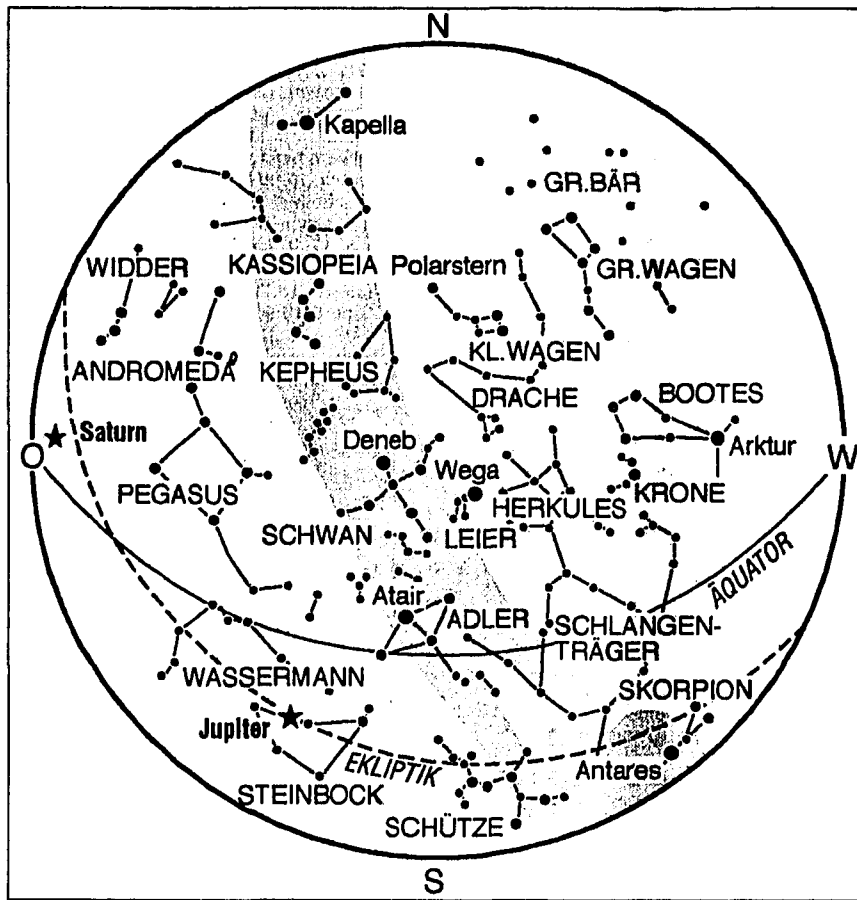 N
Kapella
GR.BÄR
WIDDER
KASSIOPEIA
Polarstern
GR.WAGEN
ANDROMEDA
KEPHEUS
KL.WAGEN
DRACHE
BOOTES
Saturn
Deneb
Arktur
O
Wega
W
PEGASUS
HERKULES
KRONE
SCHWAN
LEIER
ÄQUATOR
Atair
ADLER
SCHLANGEN-
TRÄGER
WASSERMANN
SKORPION
Jupiter
EKLIPTIK
Antares
STEINBOCK
SCHÜTZE
S